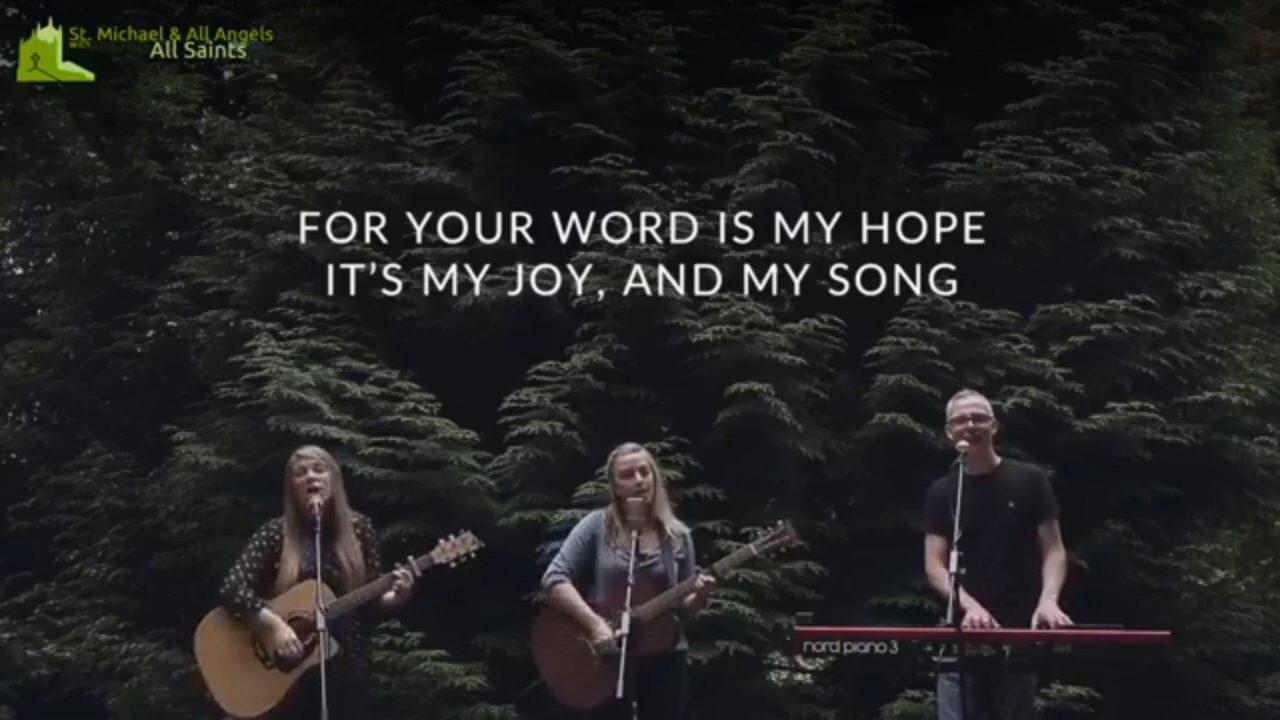 St. Michael & All Angels
with
All Saints
FOR YOUR WORD IS MY HOPE
IT’S MY JOY, AND MY SONG
nord piano 3